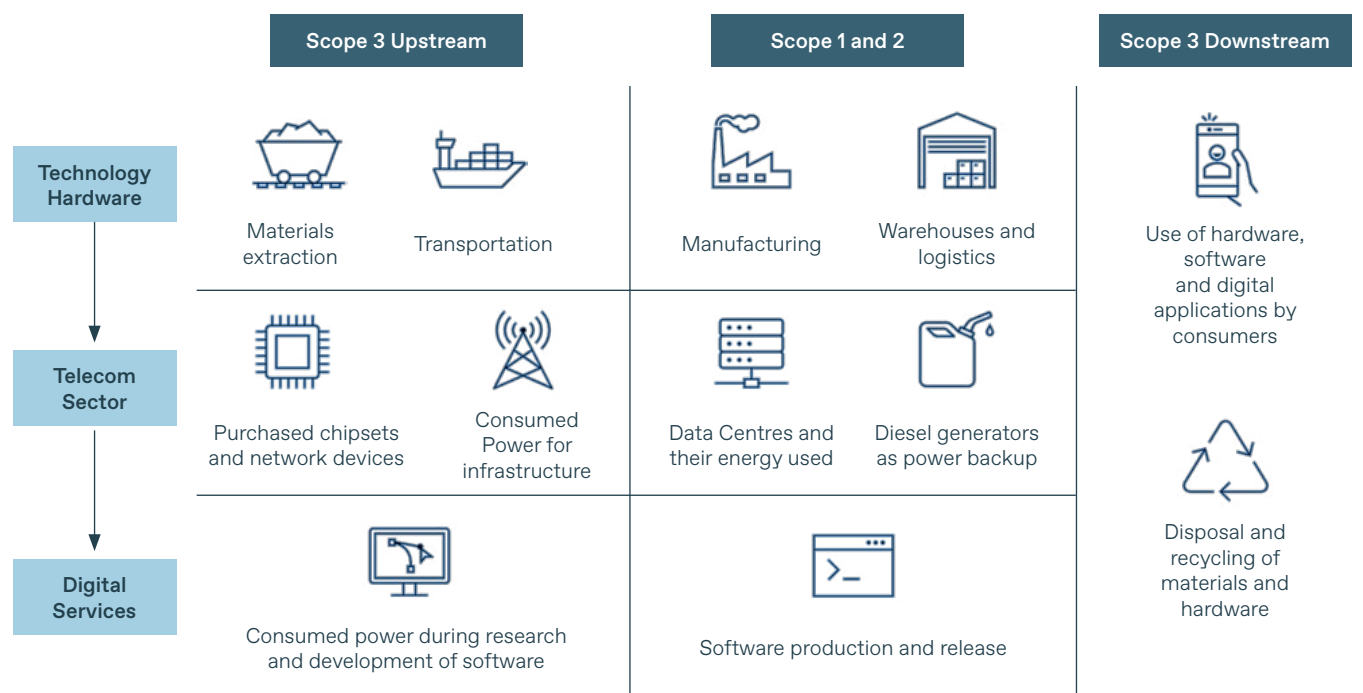 Scope 3 Upstream
Scope 1 and 2
Scope 3 Downstream
Technology
Hardware
Materials
extraction
Transportation
Manufacturing
Warehouses and
logistics
Use of hardware,
software
and digital
applications by
consumers
Telecom
Sector
Purchased chipsets
and network devices
Consumed
Power for
infrastructure
Data Centres and
their energy used
Diesel generators
as power backup
Disposal and
recycling of
materials and
hardware
Digital
Services
Consumed power during research
and development of software
Software production and release